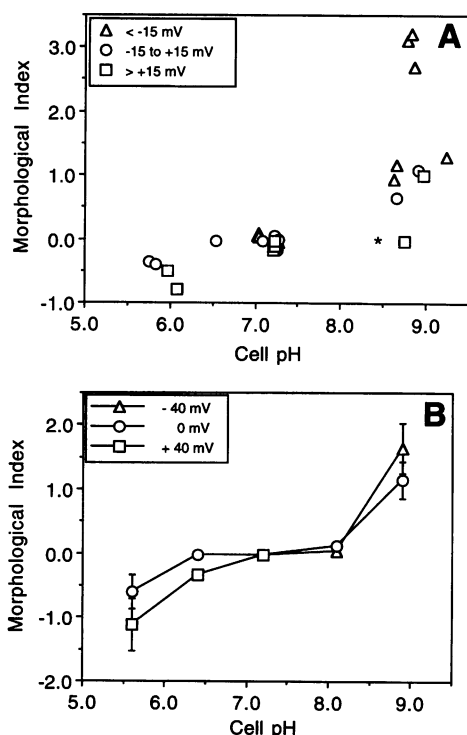 A
< -15 mV
-15 to +15 mV
> +15 mV
3.0
2.0
1.0
0.0
-1.0
Morphological Index
*
5.0 6.0 7.0 8.0 9.0
Cell pH
B
- 40 mV
0 mV
+ 40 mV
2.0
1.0
0.0
-1.0
-2.0
Morphological Index
5.0 6.0 7.0 8.0 9.0
Cell pH